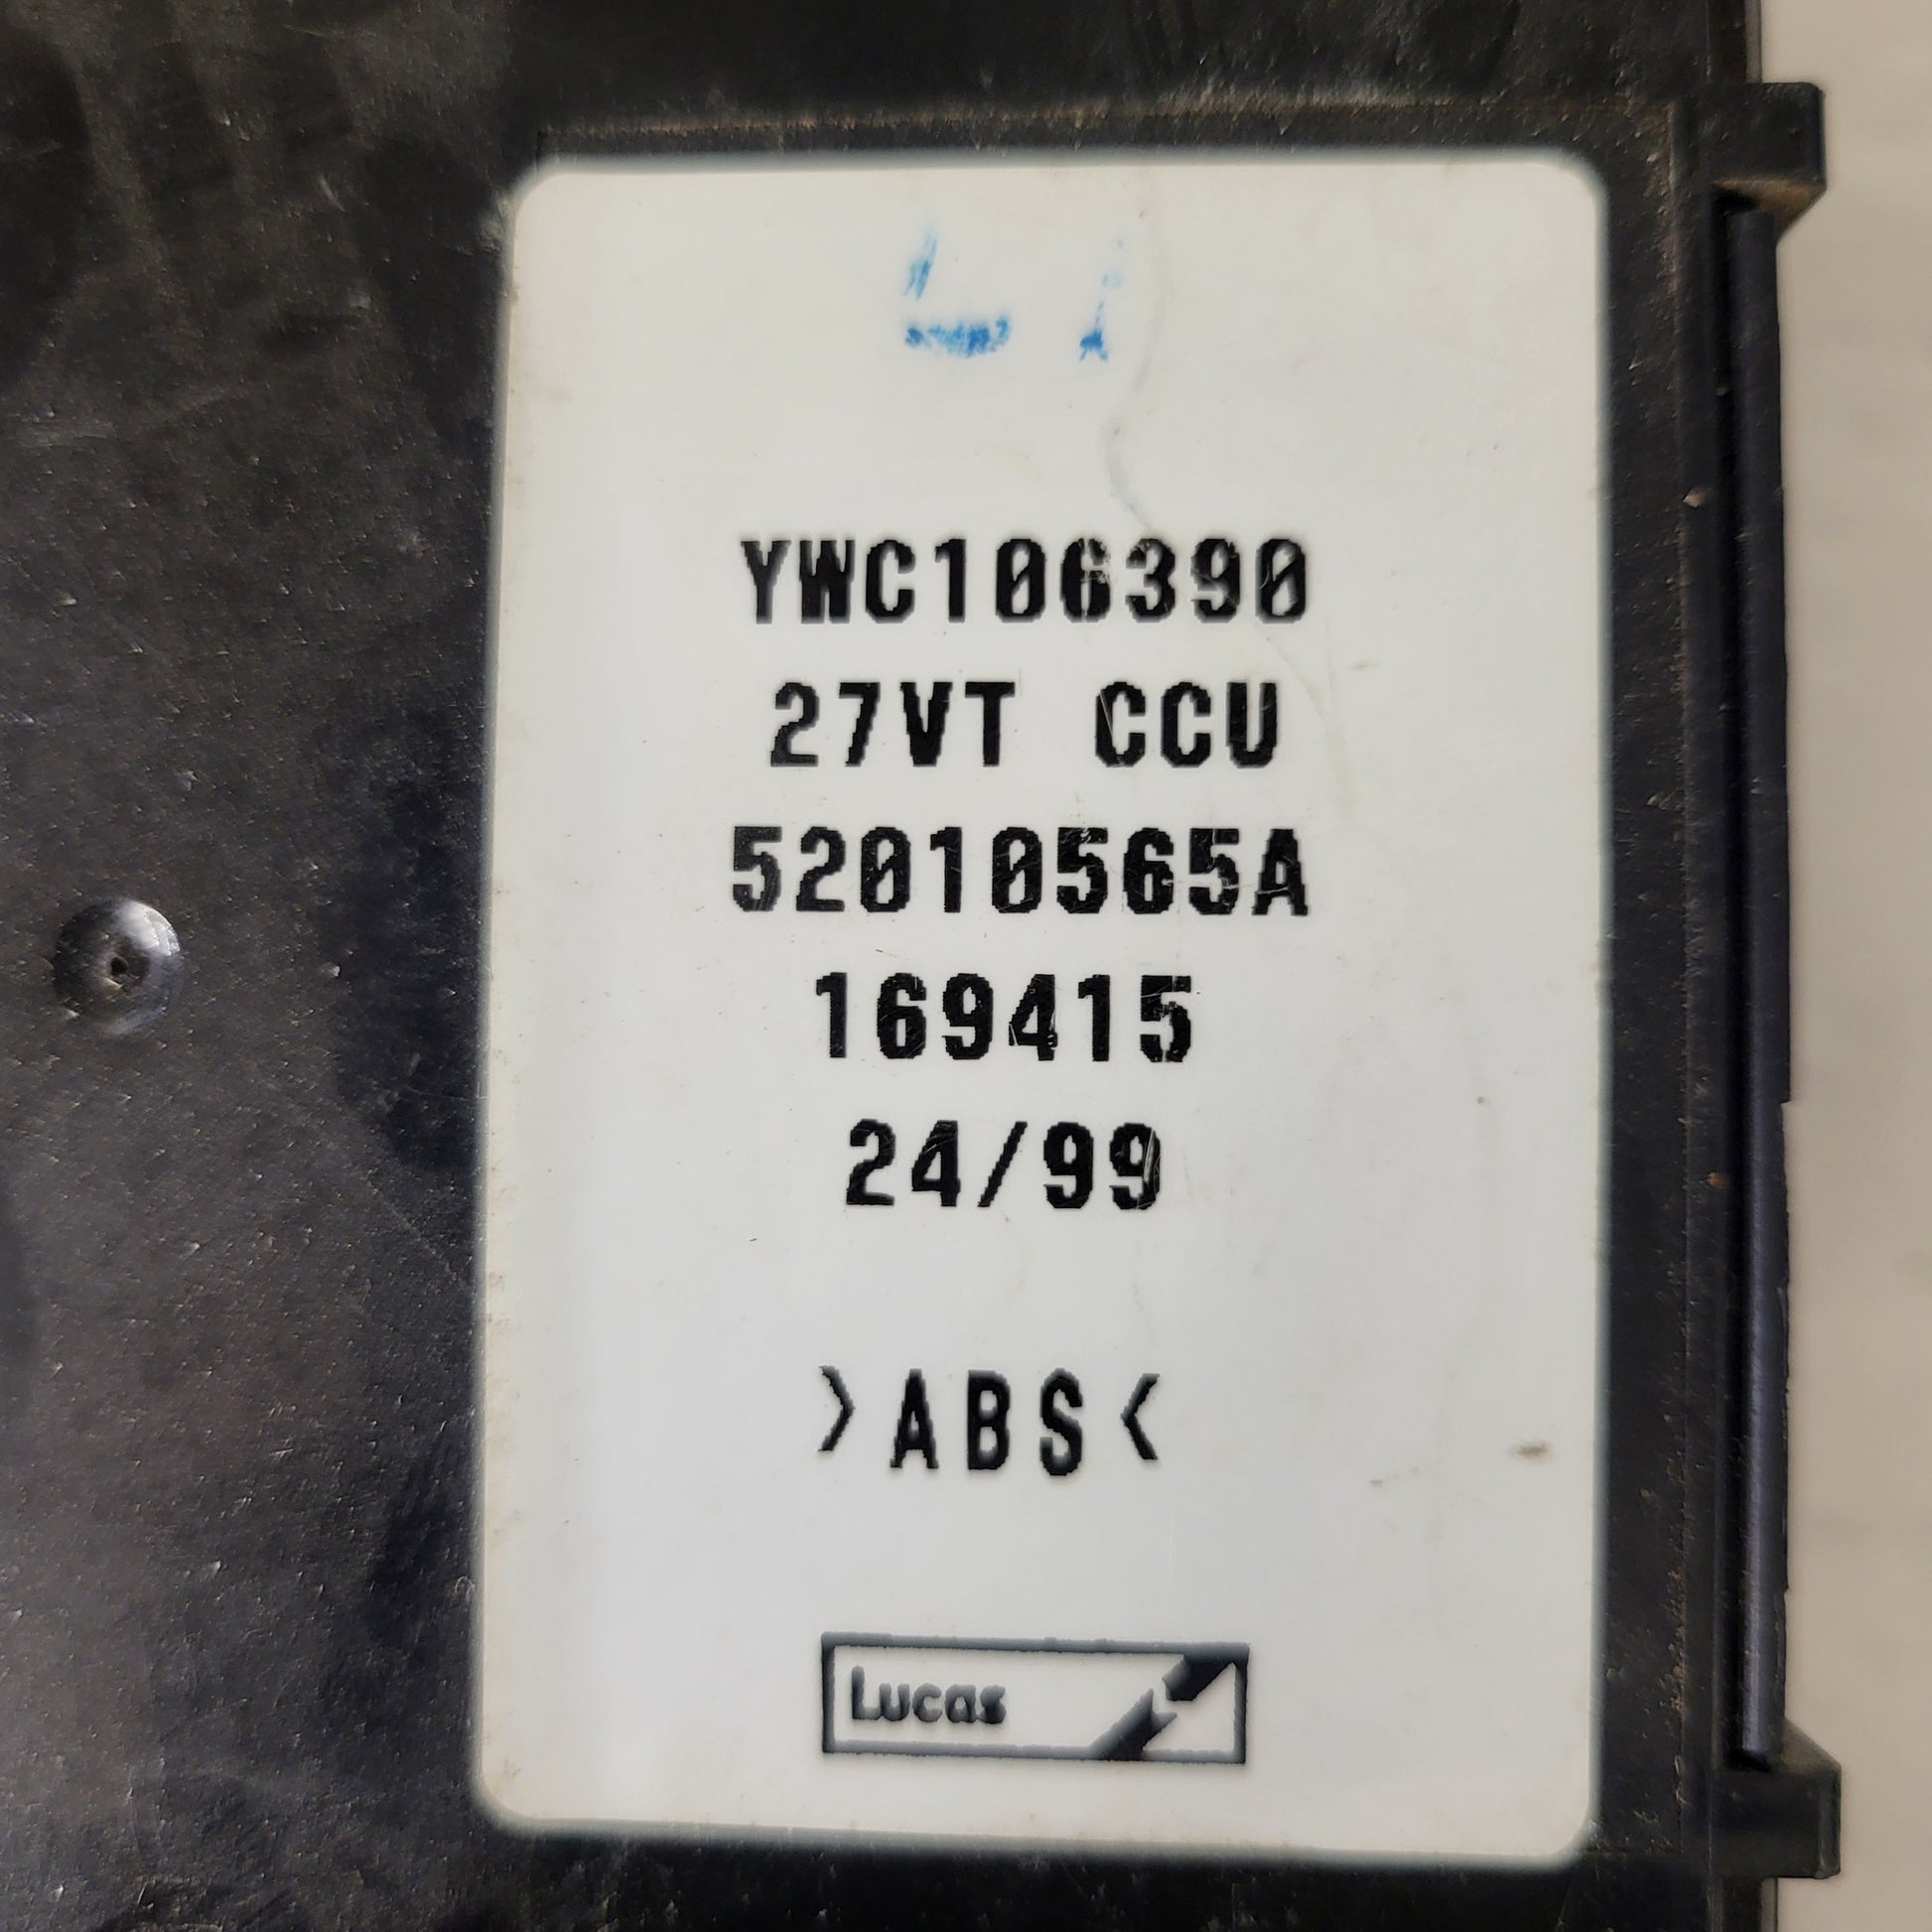 YWC106390
27VT CCU
52010565A
169415
24/99
>ABS<
Lucas